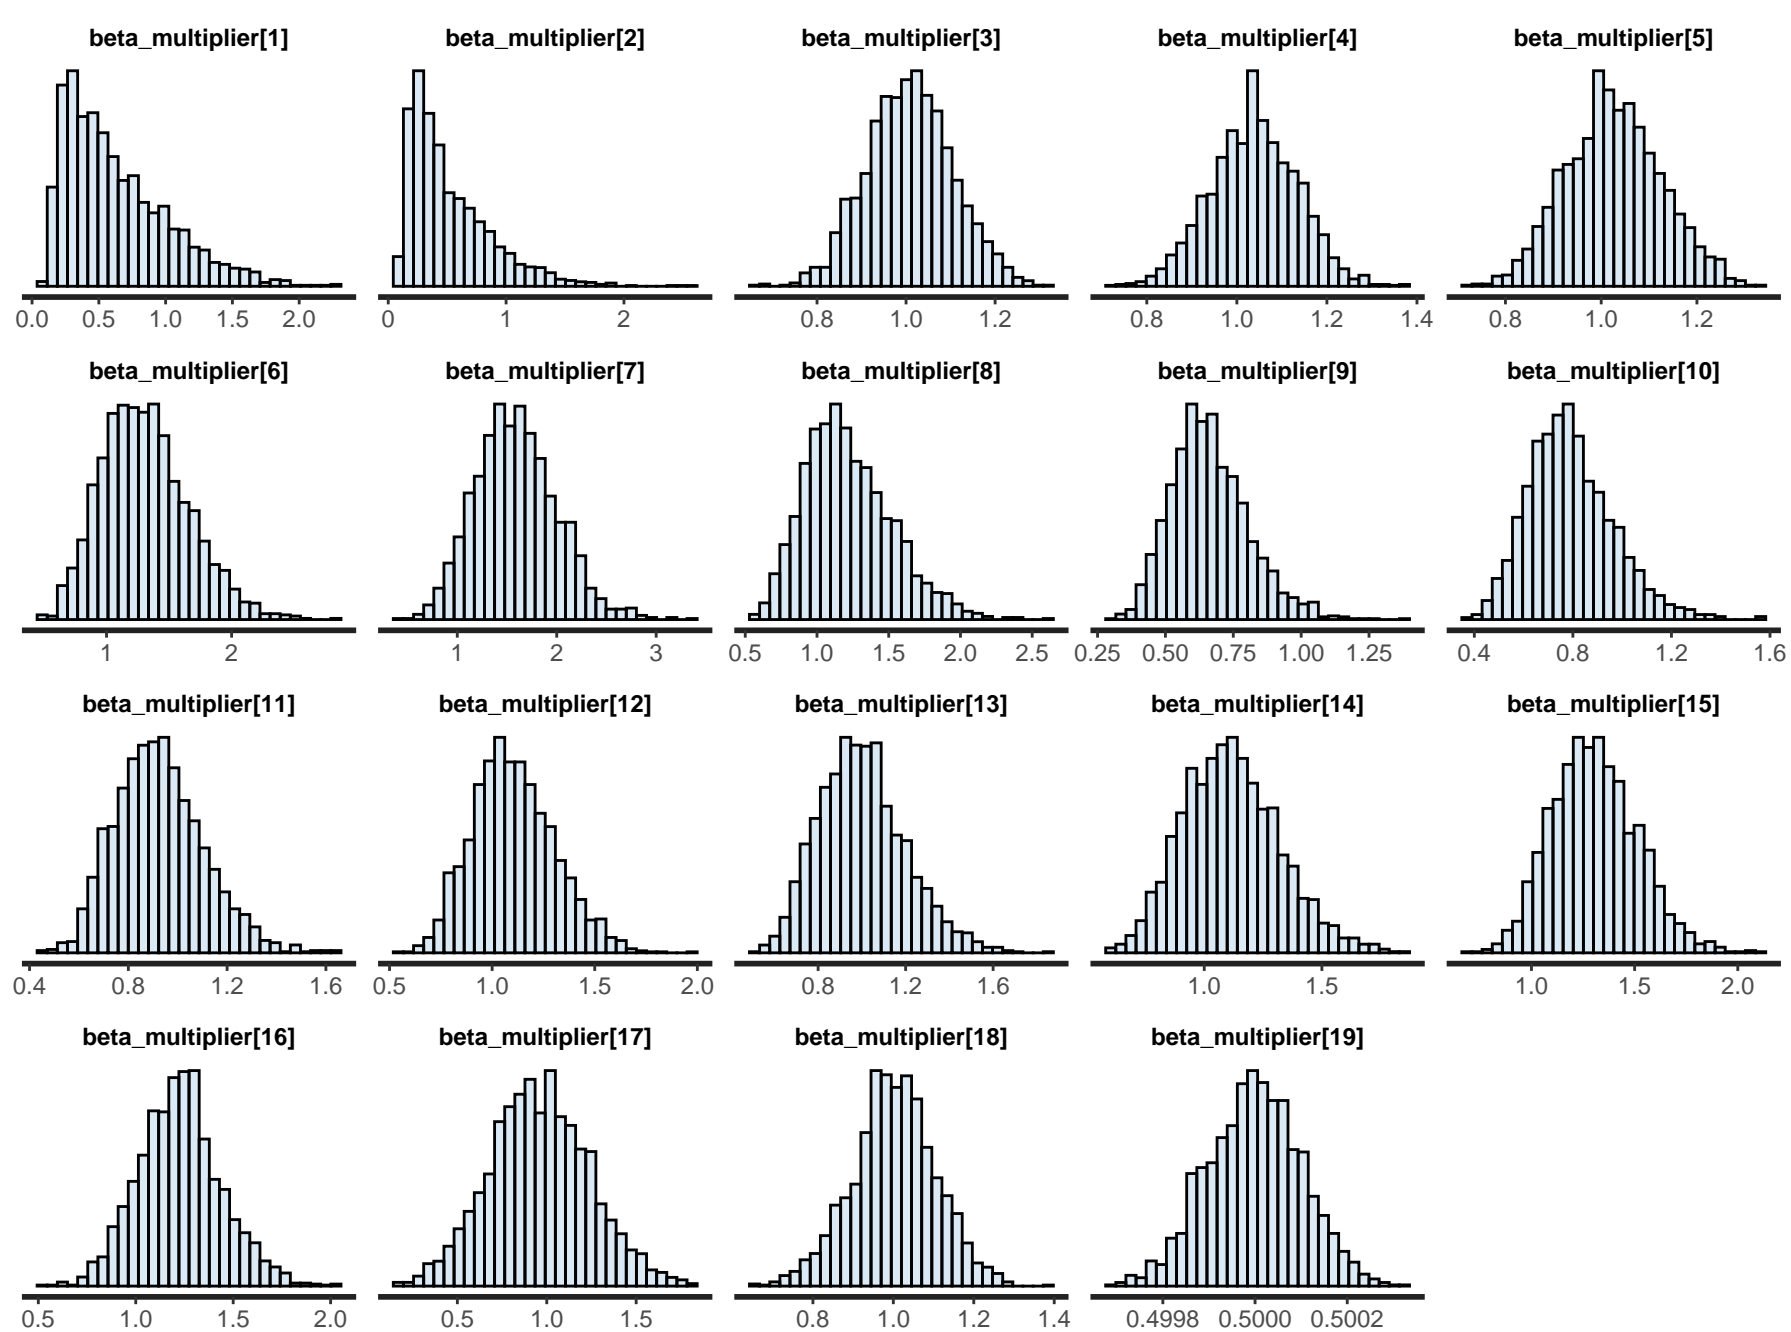 beta_multiplier[1] beta_multiplier[2] beta_multiplier[3] beta_multiplier[4] beta_multiplier[5]
0.0 0.5 1.0 1.5 2.0 0 1 2 0.8 1.0 1.2 0.8 1.0 1.2 1.4 0.8 1.0 1.2
beta_multiplier[6] beta_multiplier[7] beta_multiplier[8] beta_multiplier[9] beta_multiplier[10]
1 2 1 2 3 0.5 1.0 1.5 2.0 2.5 0.25 0.50 0.75 1.00 1.25 0.4 0.8 1.2 1.6
beta_multiplier[11] beta_multiplier[12] beta_multiplier[13] beta_multiplier[14] beta_multiplier[15]
0.4 0.8 1.2 1.6 0.5 1.0 1.5 2.0 0.8 1.2 1.6 1.0 1.5 1.0 1.5 2.0
beta_multiplier[16] beta_multiplier[17] beta_multiplier[18] beta_multiplier[19]
0.5 1.0 1.5 2.0 0.5 1.0 1.5 0.8 1.0 1.2 1.4 0.4998 0.5000 0.5002